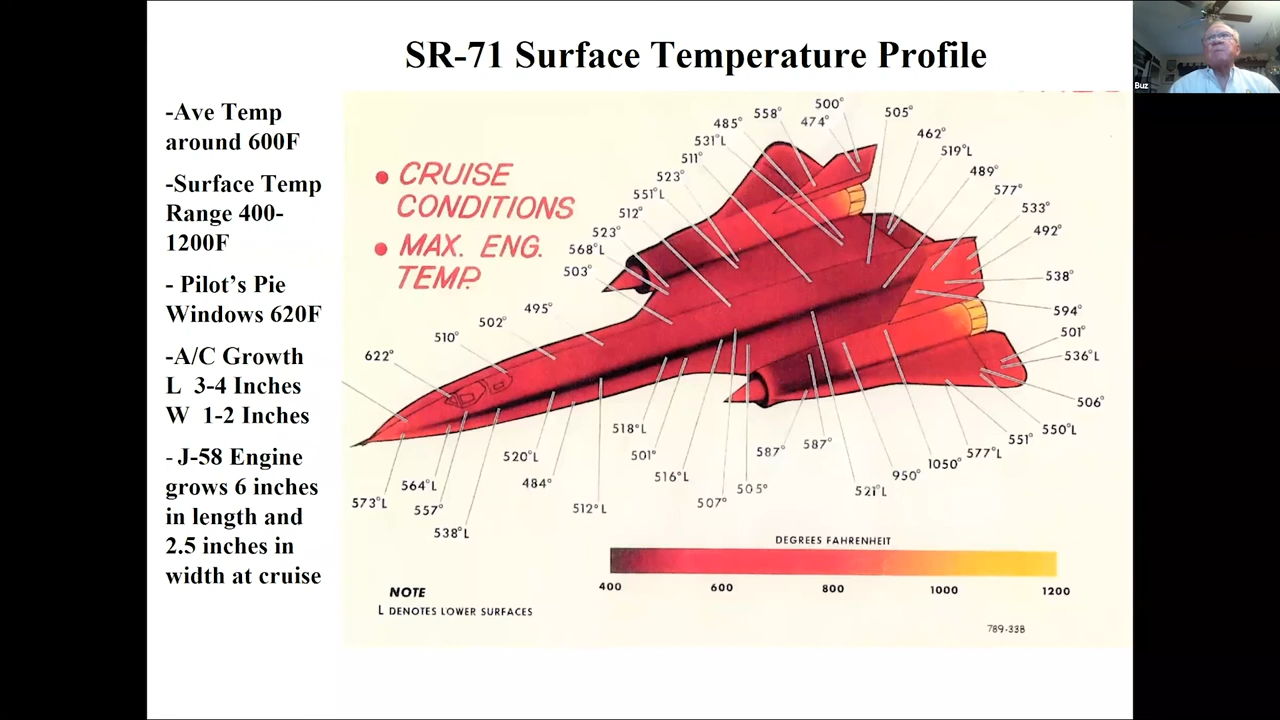 SR-71 Surface Temperature Profile
-Ave Temp
around 600F
-Surface Temp
Range 400-
1200F
- Pilot's Pie
Windows 620F
-A/C Growth
L 3-4 Inches
W 1-2 Inches
- J-58 Engine
grows 6 inches
in length and
2.5 inches in
width at cruise
• CRUISE
CONDITIONS
• MAX. ENG.
TEMP.
622°
510°
502°
495°
503°
568°L
523°
512°
551°L
523°
511°
531°L
485°
558°
474°
500°
505°
462°
519°L
489°
577°
533°
492°
538°
594°
501°
536°L
506°
550°L
551°
577°L
1050°
950°
521°L
587°
587°
505°
507°
516°L
501°
518°L
512°L
484°
520°L
538°L
557°
564°L
573°L
DEGREES FAHRENHEIT
400 600 800 1000 1200
NOTE
L DENOTES LOWER SURFACES
789-33B
Buz